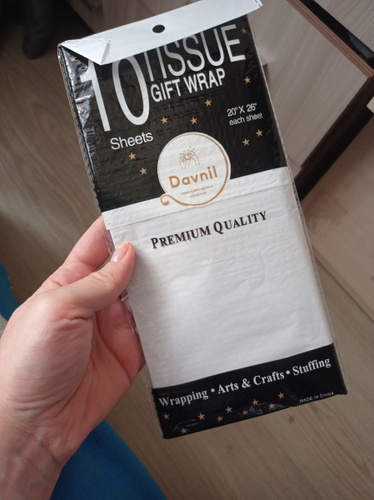 10 TISSUE
GIFT WRAP
Sheets
20" X 26"
each sheet
Davnil
PREMIUM QUALITY
Wrapping • Arts & Crafts • Stuffing
MADE IN CHINA